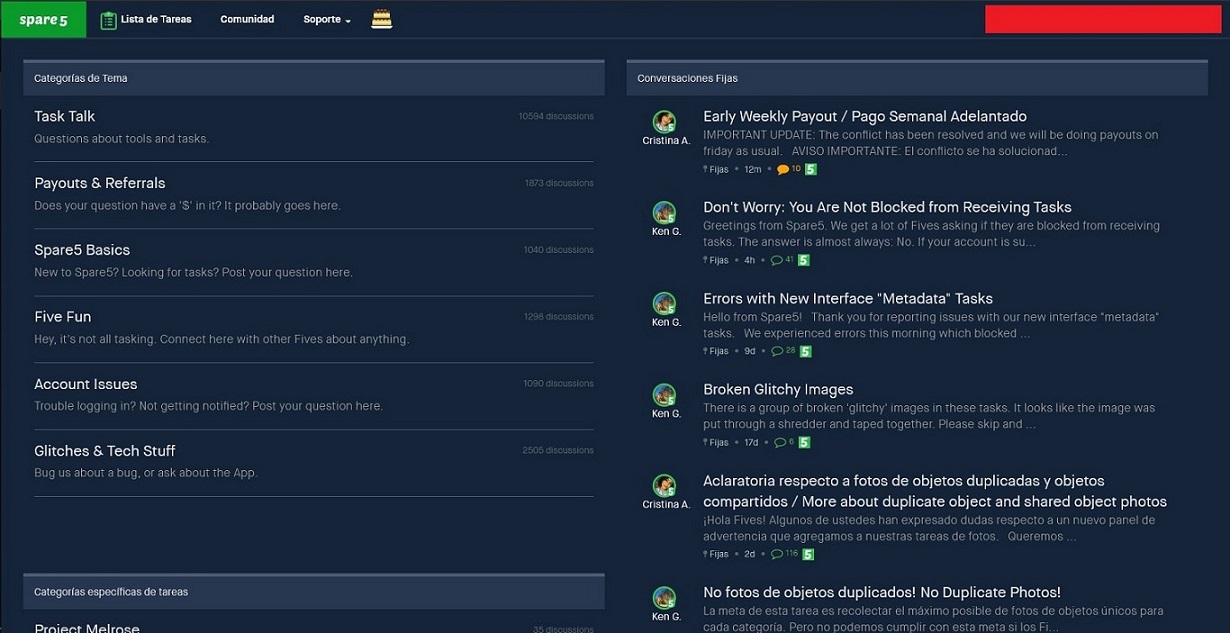 spare5
Lista de Tareas
Comunidad
Soporte
Categorías de Tema
Task Talk
10594 discussions
Questions about tools and tasks.
Payouts & Referrals
1873 discussions
Does your question have a '$' in it? It probably goes here.
Spare5 Basics
1040 discussions
New to Spare5? Looking for tasks? Post your question here.
Five Fun
1298 discussions
Hey, it's not all tasking. Connect here with other Fives about anything.
Account Issues
1090 discussions
Trouble logging in? Not getting notified? Post your question here.
Glitches & Tech Stuff
2505 discussions
Bug us about a bug, or ask about the App.
Categorías específicas de tareas
Project Melrose
35 discussions
Conversaciones Fijas
Cristina A.
Early Weekly Payout / Pago Semanal Adelantado
IMPORTANT UPDATE: The conflict has been resolved and we will be doing payouts on
friday as usual. AVISO IMPORTANTE: El conflicto se ha solucionad...
Fijas • 12m • 10 5
Ken G.
Don't Worry: You Are Not Blocked from Receiving Tasks
Greetings from Spare5. We get a lot of Fives asking if they are blocked from receiving
tasks. The answer is almost always: No. If your account is su...
Fijas • 4h • 41 5
Ken G.
Errors with New Interface "Metadata" Tasks
Hello from Spare5! Thank you for reporting issues with our new interface "metadata"
tasks. We experienced errors this morning which blocked ...
Fijas • 9d • 28 5
Ken G.
Broken Glitchy Images
There is a group of broken 'glitchy' images in these tasks. It looks like the image was
put through a shredder and taped together. Please skip and ...
Fijas • 17d • 6 5
Cristina A.
Aclaratoria respecto a fotos de objetos duplicadas y objetos
compartidos / More about duplicate object and shared object photos
¡Hola Fives! Algunos de ustedes han expresado dudas respecto a un nuevo panel de
advertencia que agregamos a nuestras tareas de fotos. Queremos ...
Fijas • 2d • 116 5
Ken G.
No fotos de objetos duplicados! No Duplicate Photos!
La meta de esta tarea es recolectar el máximo posible de fotos de objetos únicos para
cada categoría. Pero no podemos cumplir con esta meta si los Fi...